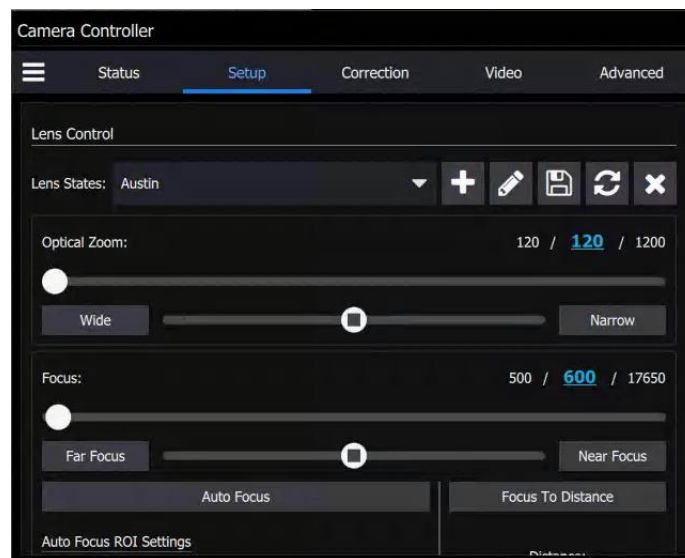 Camera Controller
Status Setup Correction Video Advanced
Lens Control
Lens States: Austin
Optical Zoom: 120 / 120 / 1200
Wide Narrow
Focus: 500 / 600 / 17650
Far Focus Near Focus
Auto Focus Focus To Distance
Auto Focus ROI Settings
Distance: